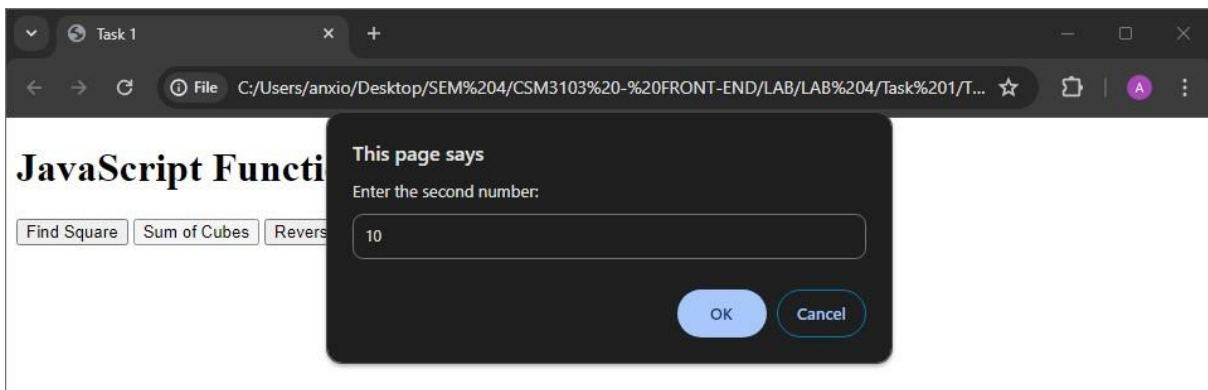 Task 1
File C:/Users/anxio/Desktop/SEM%204/CSM3103%20-%20FRONT-END/LAB/LAB%204/Task%201/T... A
This page says
Enter the second number:
10
OK Cancel
JavaScript Functi
Find Square Sum of Cubes Revers